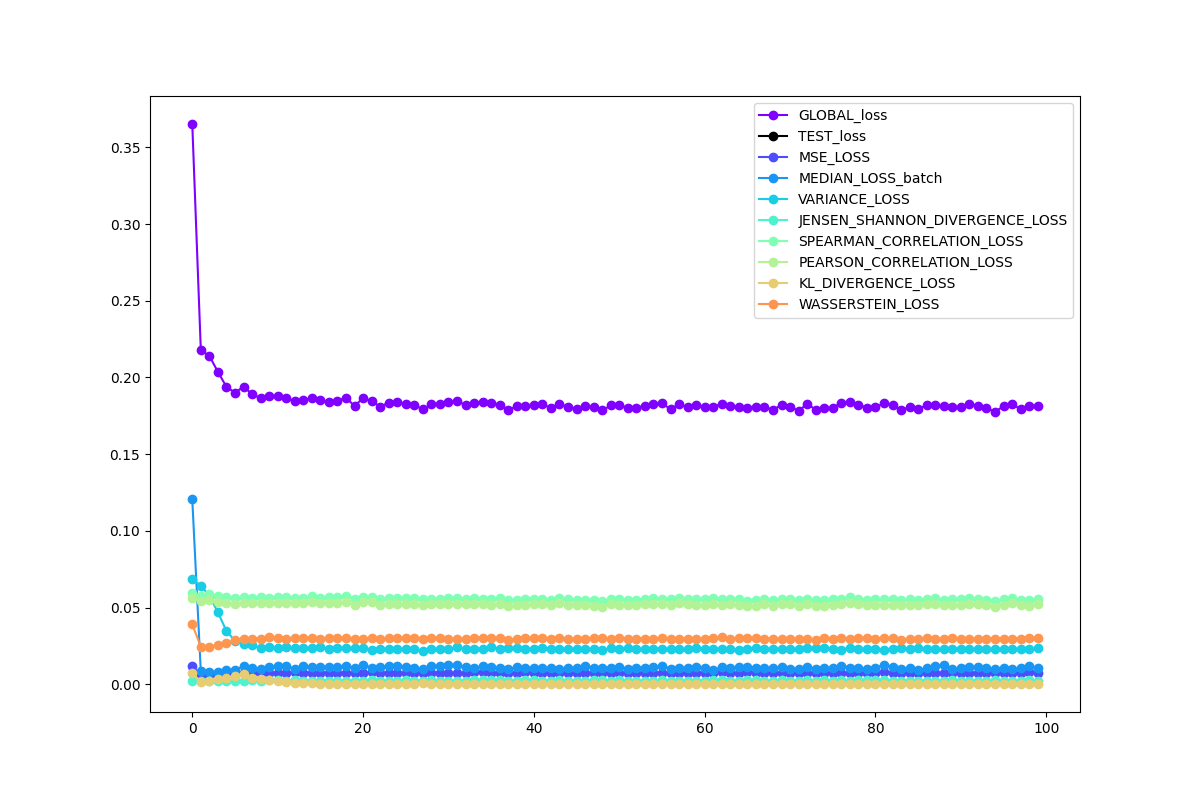 GLOBAL_loss
TEST_loss
MSE_LOSS
MEDIAN_LOSS_batch
VARIANCE_LOSS
JENSEN_SHANNON_DIVERGENCE_LOSS
SPEARMAN_CORRELATION_LOSS
PEARSON_CORRELATION_LOSS
KL_DIVERGENCE_LOSS
WASSERSTEIN_LOSS
0.35
0.30
0.25
0.20
0.15
0.10
0.05
0.00
0 20 40 60 80 100